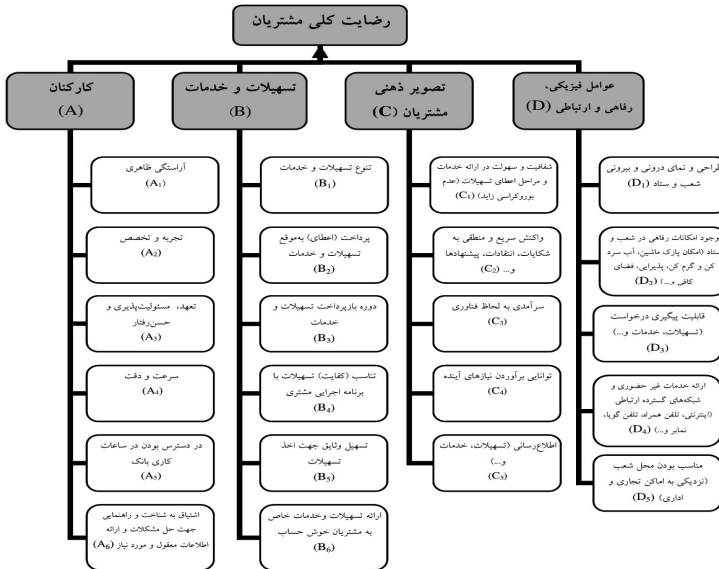 رضایت کلی مشتریان
کارکنان
(A)
آراستگی ظاهری
(A₁)
تجربه و تخصص
(A₂)
تعهد، مسئولیت‌پذیری و
حسن‌رفتار
(A₃)
سرعت و دقت
(A₄)
در دسترس بودن در ساعات
کاری بانک
(A₅)
اشتیاق به شناخت و راهنمایی
جهت حل مشکلات و ارائه
اطلاعات معقول و مورد نیاز (A₆)
تسهیلات و خدمات
(B)
تنوع تسهیلات و خدمات
(B₁)
پرداخت (اعطای) به‌موقع
تسهیلات و خدمات
(B₂)
دوره بازپرداخت تسهیلات و
خدمات
(B₃)
تناسب (کفایت) تسهیلات با
برنامه اجرایی مشتری
(B₄)
تسهیل وثایق جهت اخذ
تسهیلات
(B₅)
ارائه تسهیلات وخدمات خاص
به مشتریان خوش حساب
(B₆)
تصویر ذهنی
مشتریان (C)
شفافیت و سهولت در ارائه خدمات
و مراحل اعطای تسهیلات (عدم
بوروکراسی زاید) (C₁)
واکنش سریع و منطقی به
شکایات، انتقادات، پیشنهادها
و... (C₂)
سرآمدی به لحاظ فناوری
(C₃)
توانایی برآوردن نیازهای آینده
(C₄)
اطلاع‌رسانی (تسهیلات، خدمات
و...)
(C₅)
عوامل فیزیکی،
رفاهی و ارتباطی (D)
طراحی و نمای درونی و بیرونی
شعب و ستاد (D₁)
وجود امکانات رفاهی در شعب و
ستاد (امکان پارک ماشین، آب سرد
کن و گرم کن، پذیرایی، فضای
کافی و...) (D₂)
قابلیت پیگیری درخواست
(تسهیلات، خدمات و...)
(D₃)
ارائه خدمات غیر حضوری و
شبکه‌های گسترده ارتباطی
(اینترنتی، تلفن همراه، تلفن گویا،
نمابر و...) (D₄)
مناسب بودن محل شعب
(نزدیکی به اماکن تجاری و
اداری) (D₅)